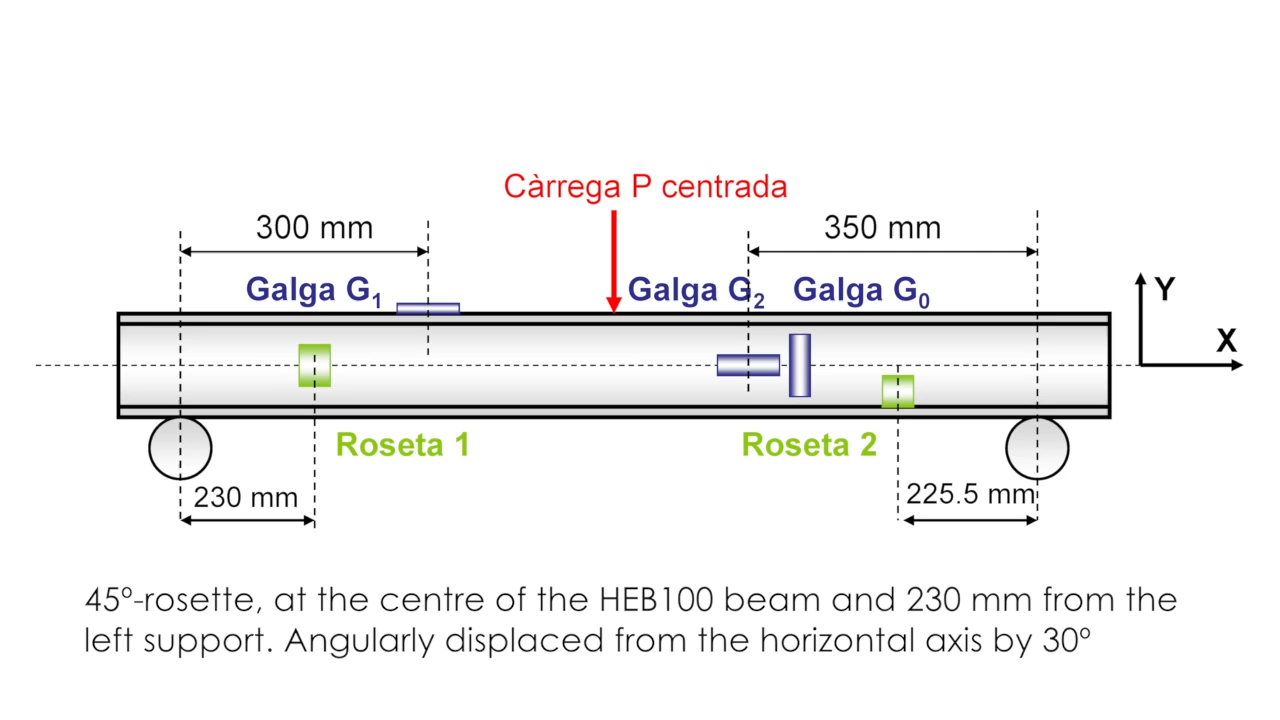 Càrrega P centrada
300 mm
350 mm
Galga G1
Galga G2
Galga G0
Y
X
Roseta 1
Roseta 2
230 mm
225.5 mm
45º-rosette, at the centre of the HEB100 beam and 230 mm from the
left support. Angularly displaced from the horizontal axis by 30º